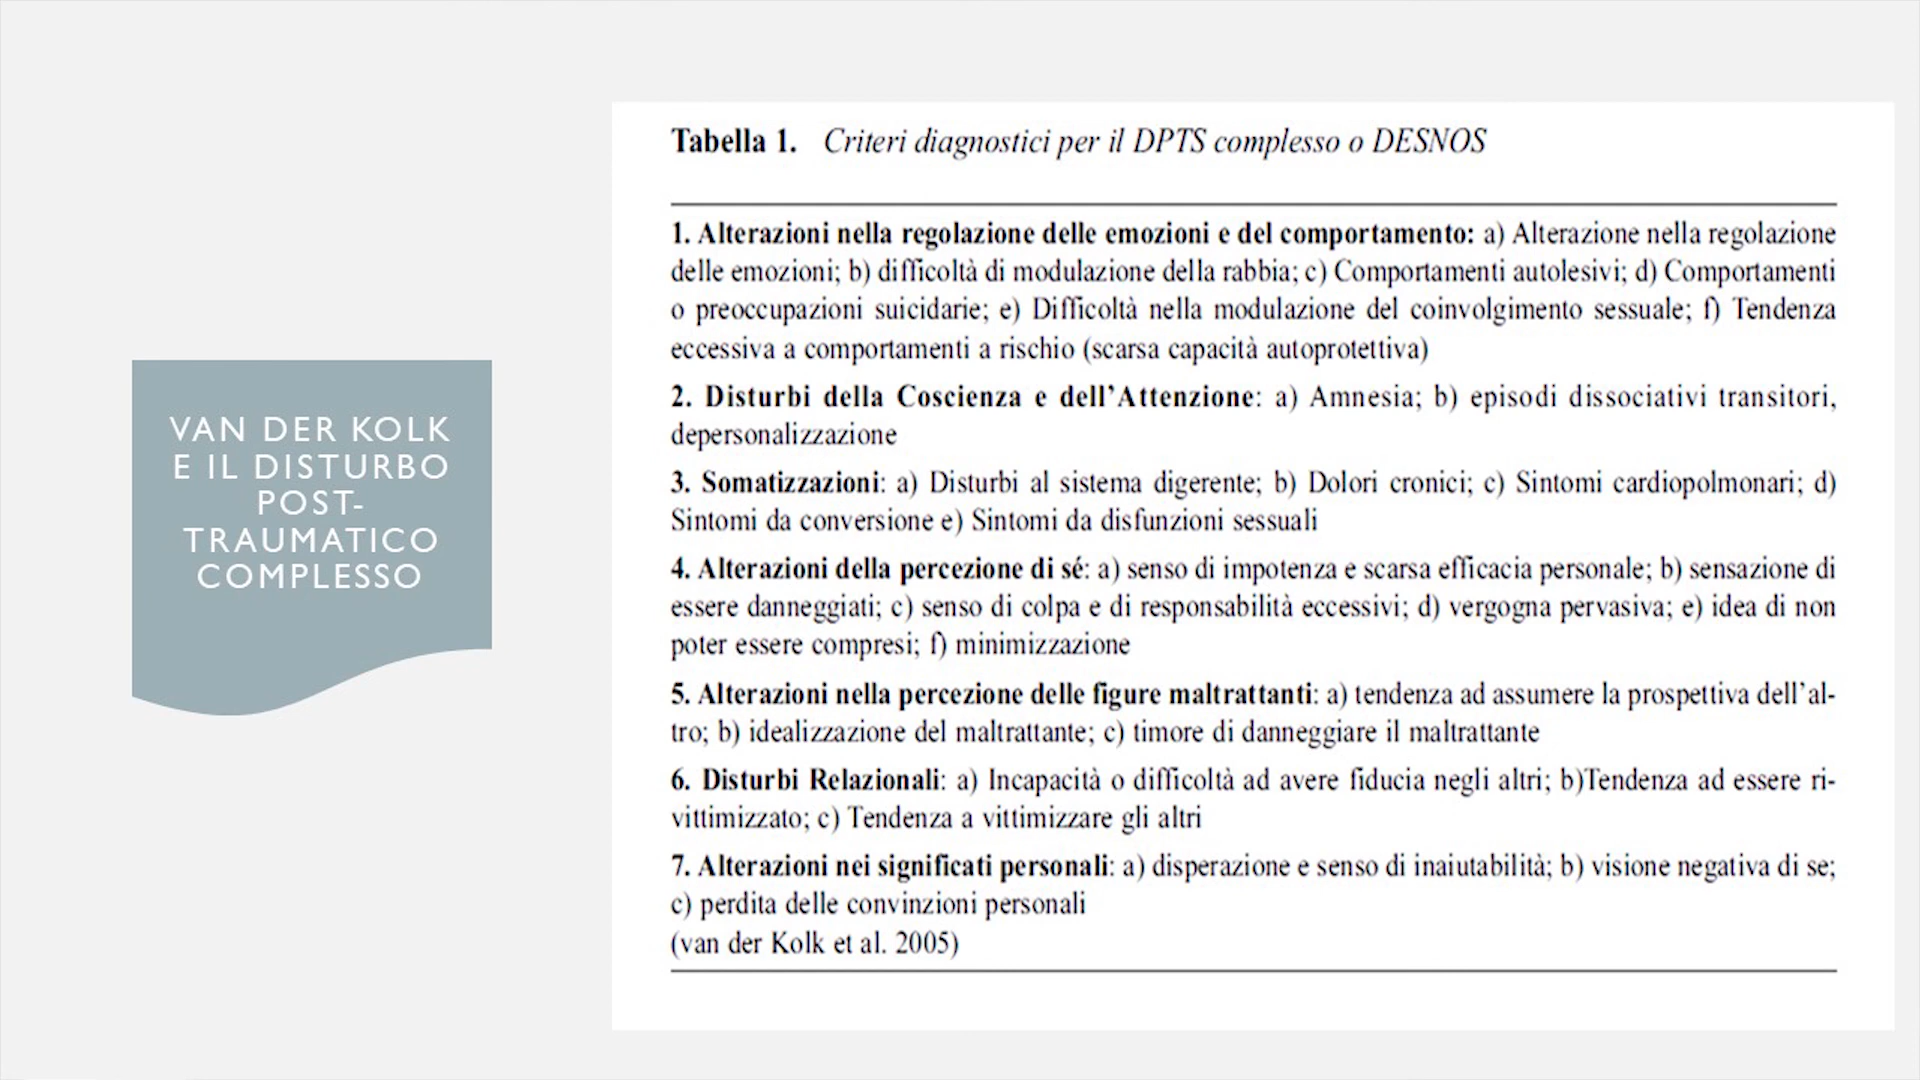 VAN DER KOLK
E IL DISTURBO
POST-
TRAUMATICO
COMPLESSO
Tabella 1. Criteri diagnostici per il DPTS complesso o DESNOS
1. Alterazioni nella regolazione delle emozioni e del comportamento: a) Alterazione nella regolazione
delle emozioni; b) difficoltà di modulazione della rabbia; c) Comportamenti autolesivi; d) Comportamenti
o preoccupazioni suicidarie; e) Difficoltà nella modulazione del coinvolgimento sessuale; f) Tendenza
eccessiva a comportamenti a rischio (scarsa capacità autoprotettiva)
2. Disturbi della Coscienza e dell'Attenzione: a) Amnesia; b) episodi dissociativi transitori,
depersonalizzazione
3. Somatizzazioni: a) Disturbi al sistema digerente; b) Dolori cronici; c) Sintomi cardiopolmonari; d)
Sintomi da conversione e) Sintomi da disfunzioni sessuali
4. Alterazioni della percezione di sé: a) senso di impotenza e scarsa efficacia personale; b) sensazione di
essere danneggiati; c) senso di colpa e di responsabilità eccessivi; d) vergogna pervasiva; e) idea di non
poter essere compresi; f) minimizzazione
5. Alterazioni nella percezione delle figure maltrattanti: a) tendenza ad assumere la prospettiva dell'al-
tro; b) idealizzazione del maltrattante; c) timore di danneggiare il maltrattante
6. Disturbi Relazionali: a) Incapacità o difficoltà ad avere fiducia negli altri; b)Tendenza ad essere ri-
vittimizzato; c) Tendenza a vittimizzare gli altri
7. Alterazioni nei significati personali: a) disperazione e senso di inaiutabilità; b) visione negativa di se;
c) perdita delle convinzioni personali
(van der Kolk et al. 2005)